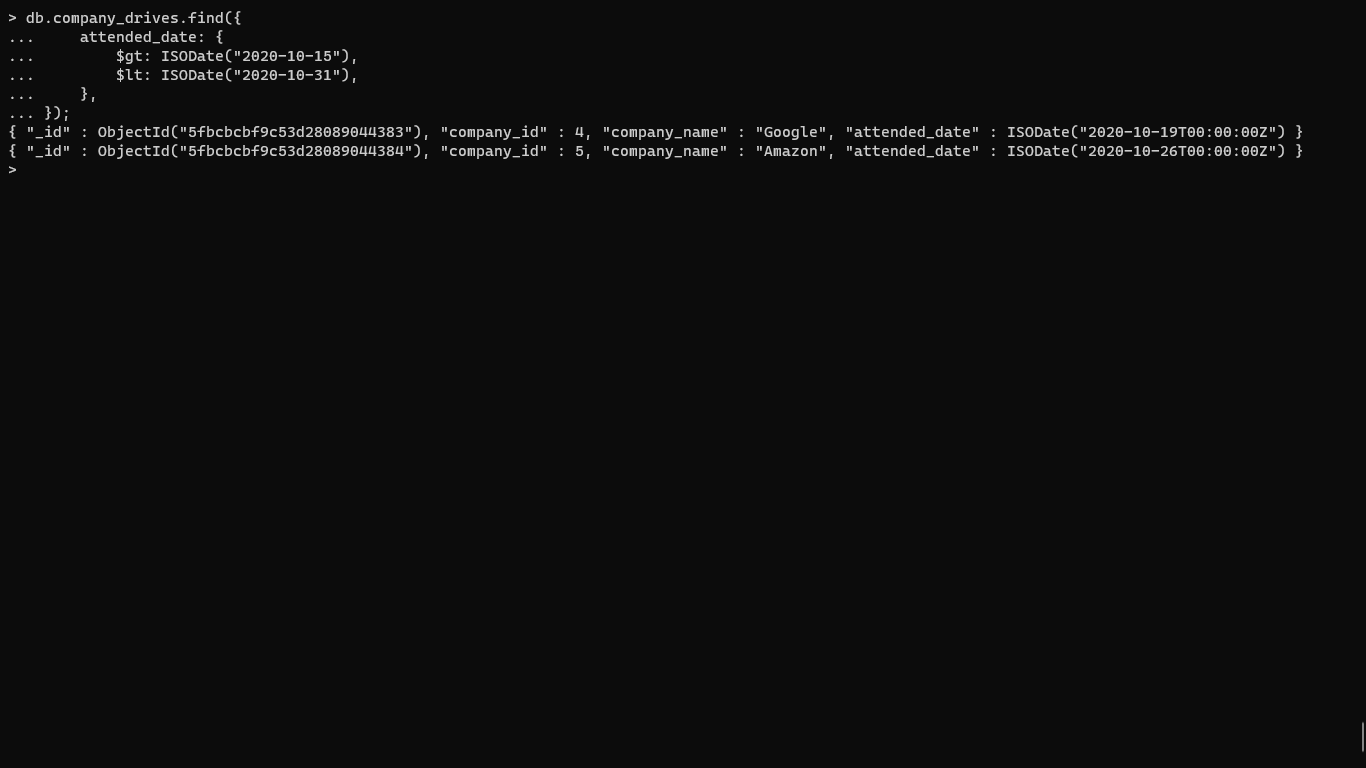 > db.company_drives.find({
...     attended_date: {
...         $gt: ISODate("2020-10-15"),
...         $lt: ISODate("2020-10-31"),
...     },
... });
{ "_id" : ObjectId("5fbcbcbf9c53d28089044383"), "company_id" : 4, "company_name" : "Google", "attended_date" : ISODate("2020-10-19T00:00:00Z") }
{ "_id" : ObjectId("5fbcbcbf9c53d28089044384"), "company_id" : 5, "company_name" : "Amazon", "attended_date" : ISODate("2020-10-26T00:00:00Z") }
>